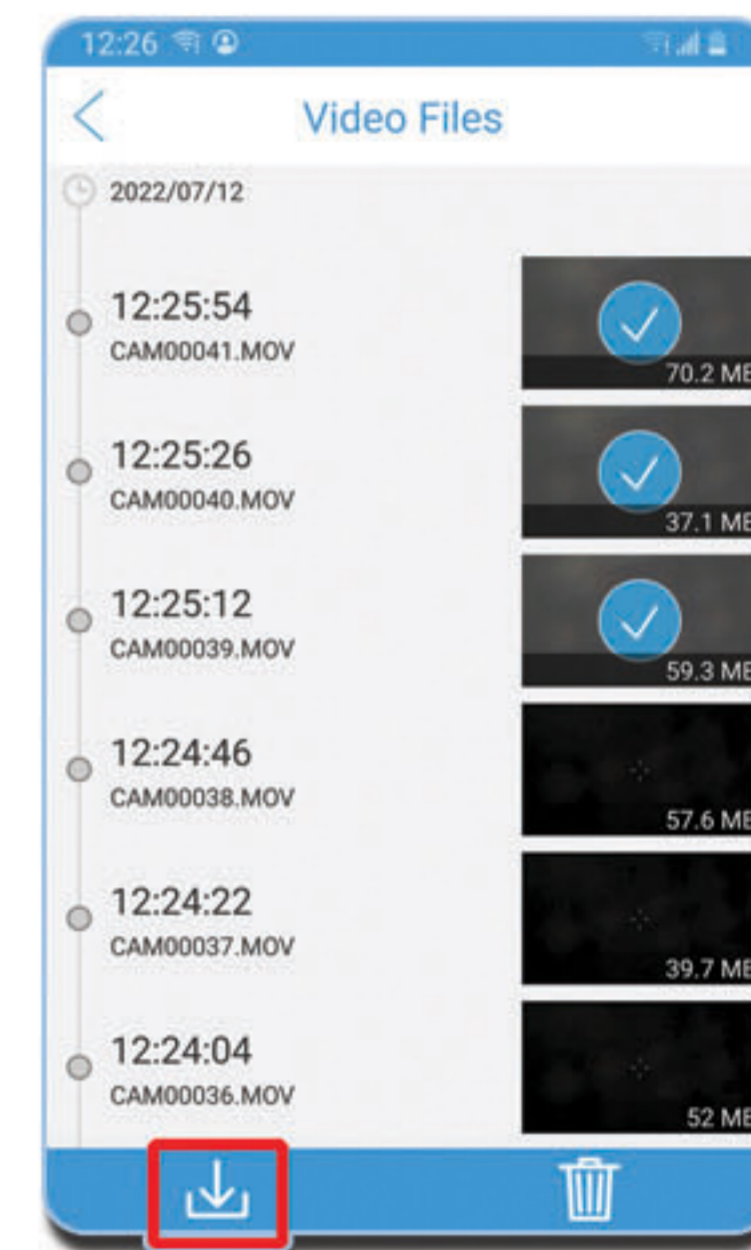 12:26
Video Files
2022/07/12
12:25:54
CAM00041.MOV
70.2 MB
12:25:26
CAM00040.MOV
37.1 MB
12:25:12
CAM00039.MOV
59.3 MB
12:24:46
CAM00038.MOV
57.6 MB
12:24:22
CAM00037.MOV
39.7 MB
12:24:04
CAM00036.MOV
52 MB